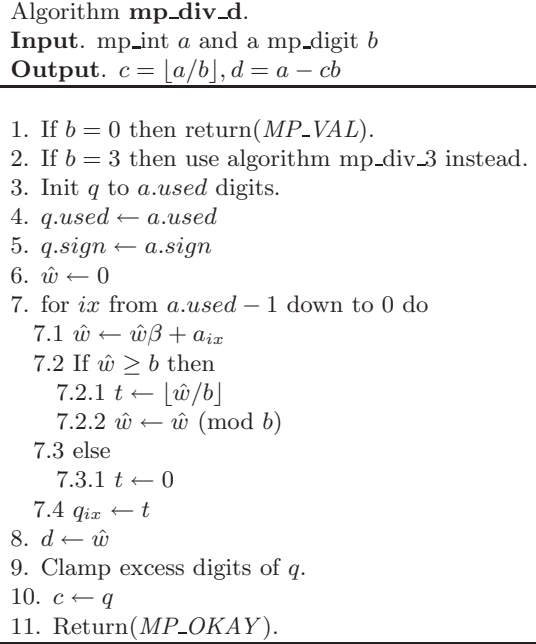 Algorithm mp_div_d.
Input. mp_int a and a mp_digit b
Output. c = ⌊a/b⌋, d = a − cb
1. If b = 0 then return(MP_VAL).
2. If b = 3 then use algorithm mp_div_3 instead.
3. Init q to a.used digits.
4. q.used ← a.used
5. q.sign ← a.sign
6. ŵ ← 0
7. for ix from a.used − 1 down to 0 do
7.1 ŵ ← ŵβ + a_{ix}
7.2 If ŵ ≥ b then
7.2.1 t ← ⌊ŵ/b⌋
7.2.2 ŵ ← ŵ (mod b)
7.3 else
7.3.1 t ← 0
7.4 q_{ix} ← t
8. d ← ŵ
9. Clamp excess digits of q.
10. c ← q
11. Return(MP_OKAY).